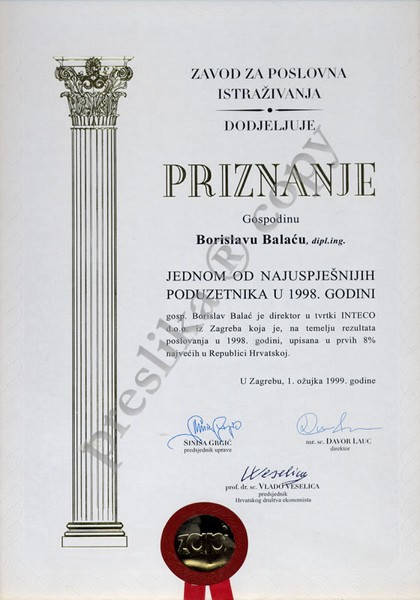 ZAVOD ZA POSLOVNA
ISTRAŽIVANJA
DODJELJUJE
PRIZNANJE
Gospodinu
Borislavu Balaću, dipl.ing.
JEDNOM OD NAJUSPJEŠNIJIH
PODUZETNIKA U 1998. GODINI
gosp. Borislav Balać je direktor u tvrtki INTECO
d.o.o. iz Zagreba koja je, na temelju rezultata
poslovanja u 1998. godini, upisana u prvih 8%
najvećih u Republici Hrvatskoj.
U Zagrebu, 1. ožujka 1999. godine
SINIŠA GRGIĆ
predsjednik uprave
mr. sc. DAVOR LAUC
direktor
prof. dr. sc. VLADO VESELICA
predsjednik
Hrvatskog društva ekonomista
zapi
preslika ® copy